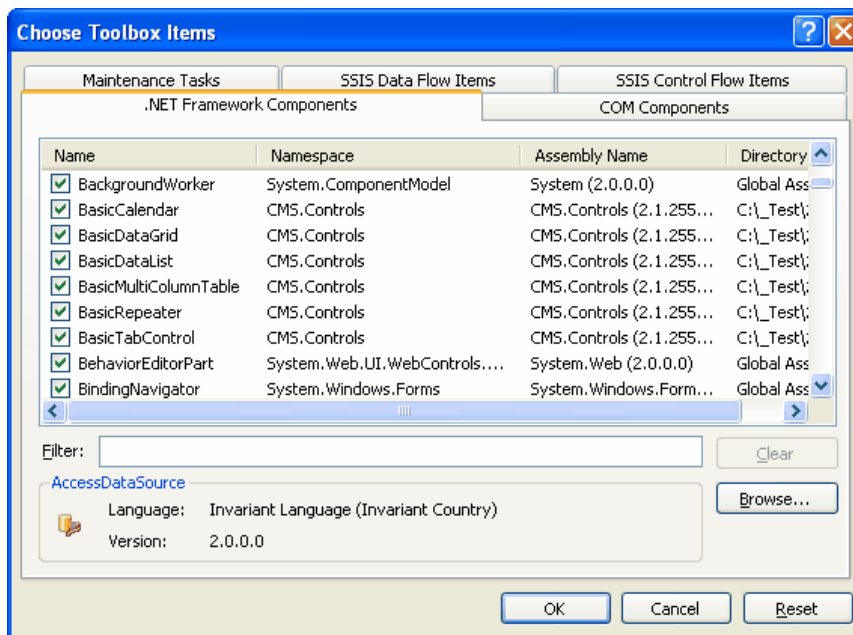 Choose Toolbox Items
Maintenance Tasks SSIS Data Flow Items SSIS Control Flow Items
.NET Framework Components COM Components
Name Namespace Assembly Name Directory
BackgroundWorker System.ComponentModel System (2.0.0.0) Global Ass
BasicCalendar CMS.Controls CMS.Controls (2.1.255... C:\_Test\
BasicDataGrid CMS.Controls CMS.Controls (2.1.255... C:\_Test\
BasicDataList CMS.Controls CMS.Controls (2.1.255... C:\_Test\
BasicMultiColumnTable CMS.Controls CMS.Controls (2.1.255... C:\_Test\
BasicRepeater CMS.Controls CMS.Controls (2.1.255... C:\_Test\
BasicTabControl CMS.Controls CMS.Controls (2.1.255... C:\_Test\
BehaviorEditorPart System.Web.UI.WebControls.... System.Web (2.0.0.0) Global Ass
BindingNavigator System.Windows.Forms System.Windows.Form... Global Ass
Filter: Clear
AccessDataSource Browse...
Language: Invariant Language (Invariant Country)
Version: 2.0.0.0
OK Cancel Reset